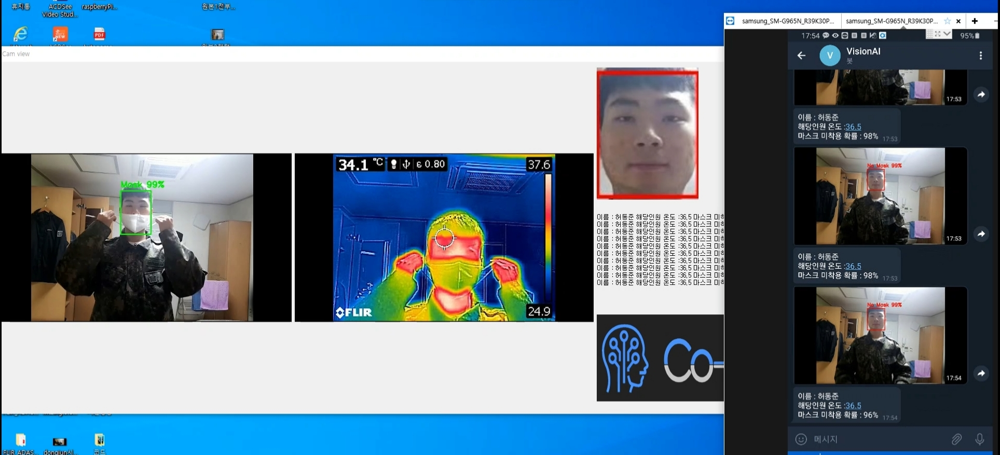 휴지통
ACDSee
Video Stud...
raspberryPi...
원본1전부...
Cam view
Mask 99%
34.1 °C ε 0.80
37.6
FLIR
24.9
이름 : 허동준 해당인원 온도 :36.5 마스크 미착
이름 : 허동준 해당인원 온도 :36.5 마스크 미착
이름 : 허동준 해당인원 온도 :36.5 마스크 미착
이름 : 허동준 해당인원 온도 :36.5 마스크 미착
이름 : 허동준 해당인원 온도 :36.5 마스크 미착
이름 : 허동준 해당인원 온도 :36.5 마스크 미착
이름 : 허동준 해당인원 온도 :36.5 마스크 미착
이름 : 허동준 해당인원 온도 :36.5 마스크 미착
이름 : 허동준 해당인원 온도 :36.5 마스크 미착
이름 : 허동준 해당인원 온도 :36.5 마스크 미착
Co-
FLIR_ADAS...
dongjun시...
코드
samsung_SM-G965N_R39K30P...
samsung_SM-G965N_R39K30P...
17:54
95%
V
VisionAI
봇
17:53
이름 : 허동준
해당인원 온도 :36.5
마스크 미착용 확률 : 98% 17:53
No Mask 99%
17:53
이름 : 허동준
해당인원 온도 :36.5
마스크 미착용 확률 : 98% 17:53
No Mask 99%
17:54
이름 : 허동준
해당인원 온도 :36.5
마스크 미착용 확률 : 96% 17:54
메시지